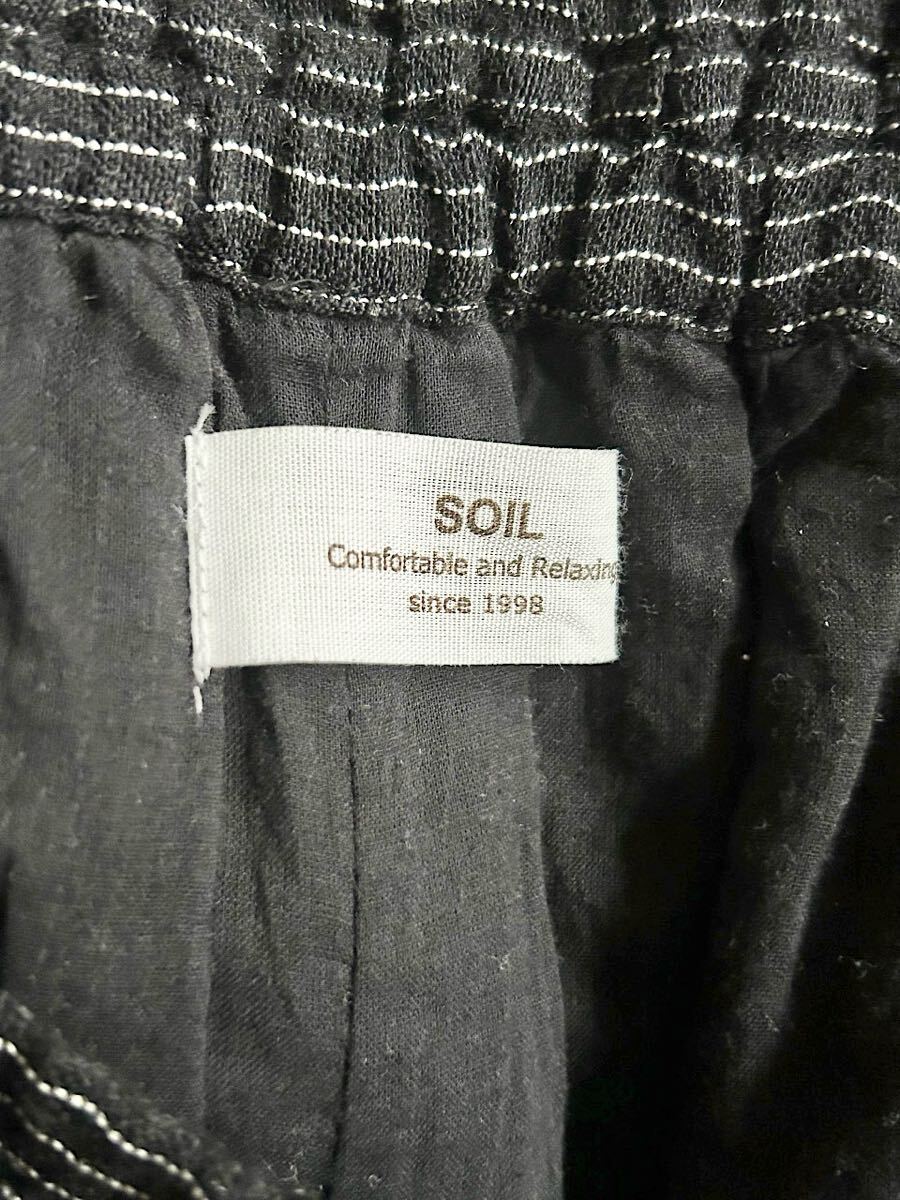 SOIL
Comfortable and Relaxing
since 1998